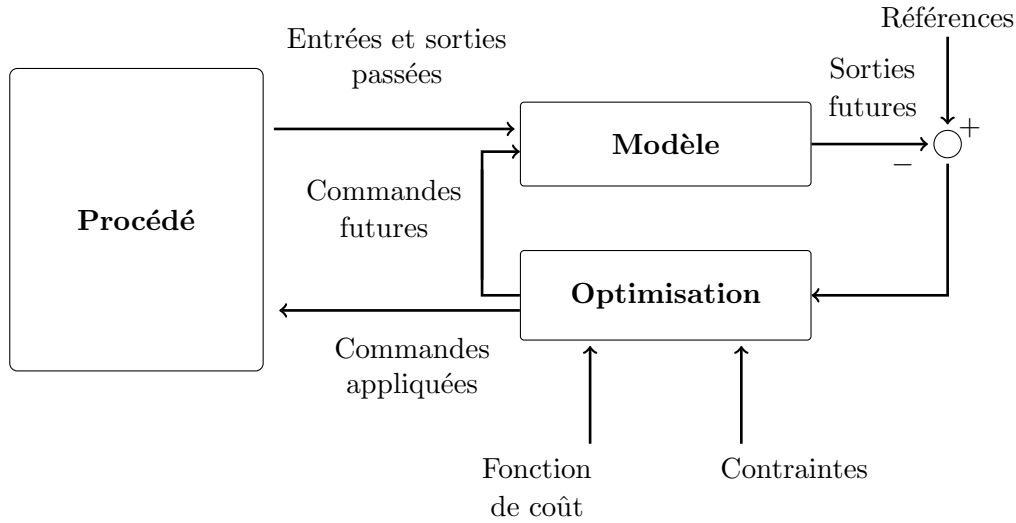 Références
Entrées et sorties
passées
Sorties
futures
+
Modèle
−
Commandes
futures
Procédé
Optimisation
Commandes
appliquées
Fonction
de coût
Contraintes